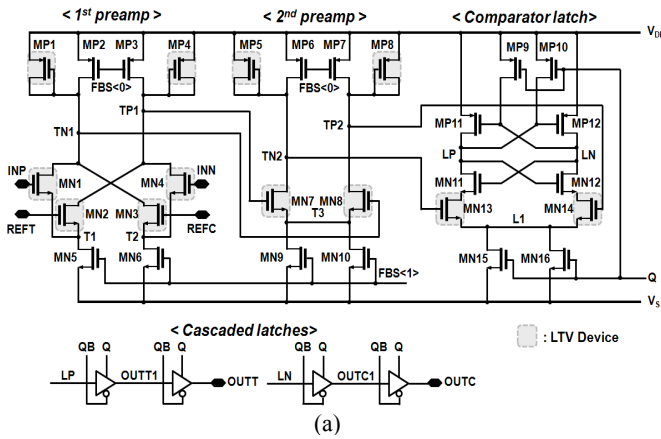 < 1st preamp>
< 2nd preamp>
< Comparator latch>
MP1 MP2 MP3 MP4 MP5 MP6 MP7 MP8 MP9 MP10
FBS<0> FBS<0>
TP1
TN1
TP2
TN2
MP11 MP12
LP LN
INP INN
MN1 MN4
MN2 MN3
REFT REFC
T1 T2
MN5 MN6
MN7 MN8
T3
MN9 MN10
FBS<1>
MN11 MN12
MN13 MN14
L1
MN15 MN16
Q
< Cascaded latches>
: LTV Device
QB Q QB Q QB Q QB Q
LP OUTT1 OUTT
LN OUTC1 OUTC
(a)